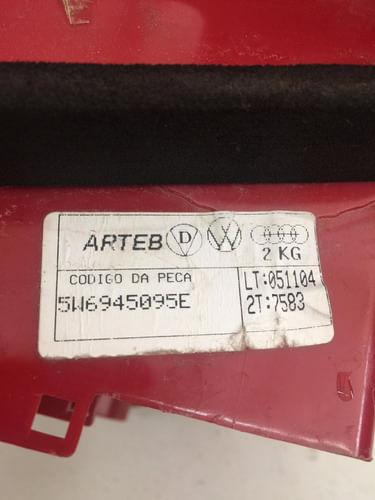 ARTEB D
2 KG
CODIGO DA PECA
5W6945095E
LT:051104
2T:7583